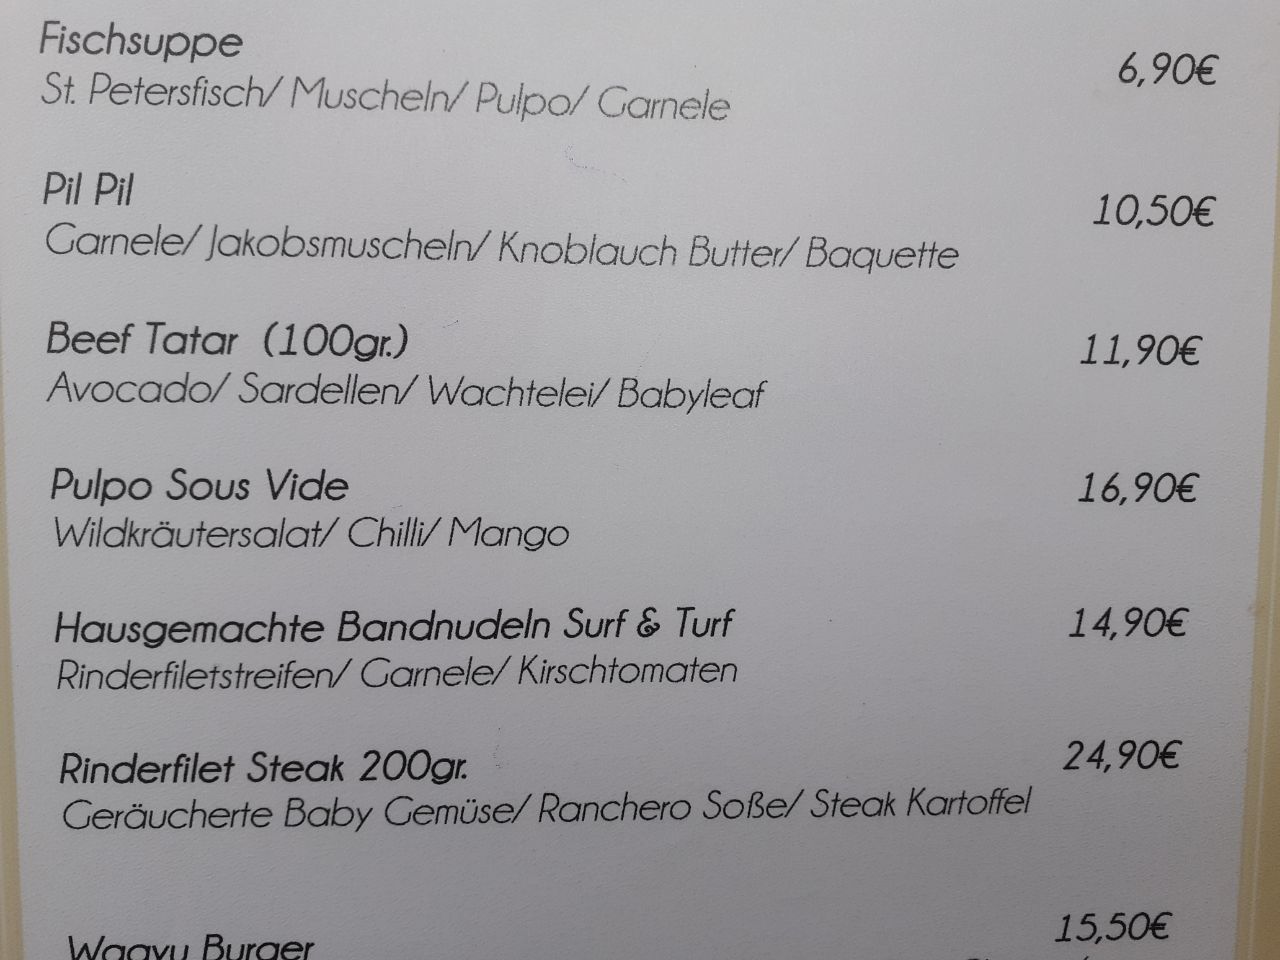 Fischsuppe 6,90€
St. Petersfisch/ Muscheln/ Pulpo/ Garnele
Pil Pil 10,50€
Garnele/ Jakobsmuscheln/ Knoblauch Butter/ Baquette
Beef Tatar (100gr.) 11,90€
Avocado/ Sardellen/ Wachtelei/ Babyleaf
Pulpo Sous Vide 16,90€
Wildkräutersalat/ Chilli/ Mango
Hausgemachte Bandnudeln Surf & Turf 14,90€
Rinderfiletstreifen/ Garnele/ Kirschtomaten
Rinderfilet Steak 200gr. 24,90€
Geräucherte Baby Gemüse/ Ranchero Soße/ Steak Kartoffel
Wagyu Burger 15,50€